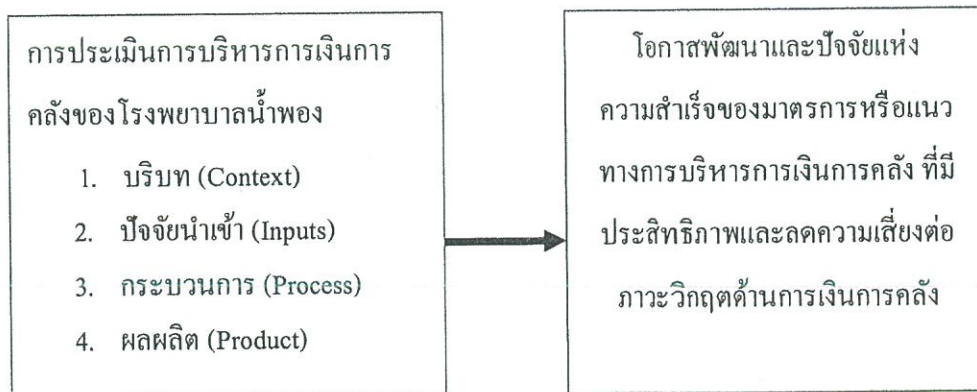 การประเมินการบริหารการเงินการ
คลังของโรงพยาบาลน้ำพอง
1. บริบท (Context)
2. ปัจจัยนำเข้า (Inputs)
3. กระบวนการ (Process)
4. ผลผลิต (Product)
โอกาสพัฒนาและปัจจัยแห่ง
ความสำเร็จของมาตรการหรือแนว
ทางการบริหารการเงินการคลัง ที่มี
ประสิทธิภาพและลดความเสี่ยงต่อ
ภาวะวิกฤตด้านการเงินการคลัง